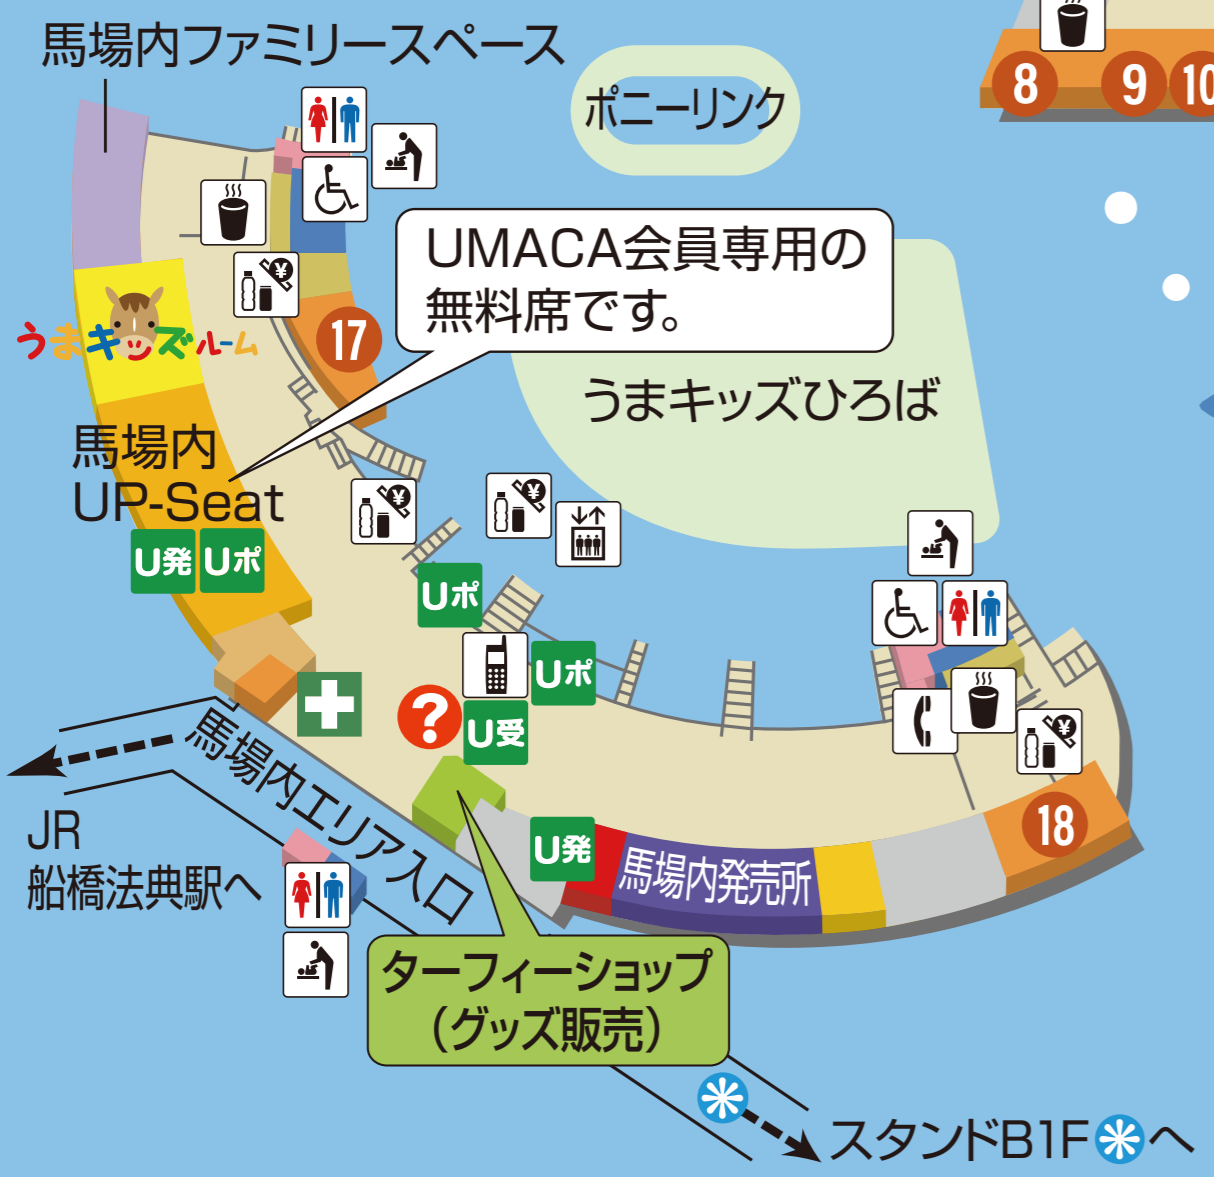 馬場内ファミリースペース
ポニーリンク
8
9
10
UMACA会員専用の
無料席です。
うまキッズルーム
17
うまキッズひろば
馬場内
UP-Seat
U発
Uポ
¥
¥
¥
Uポ
Uポ
?
U受
¥
馬場内エリア入口
JR
船橋法典駅へ
U発
馬場内発売所
18
ターフィーショップ
(グッズ販売)
スタンドB1Fへ